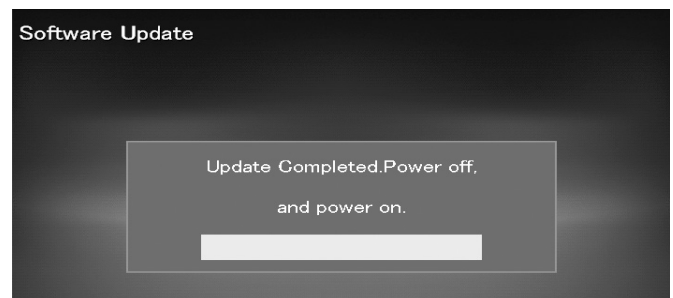 Software Update
Update Completed.Power off,
and power on.